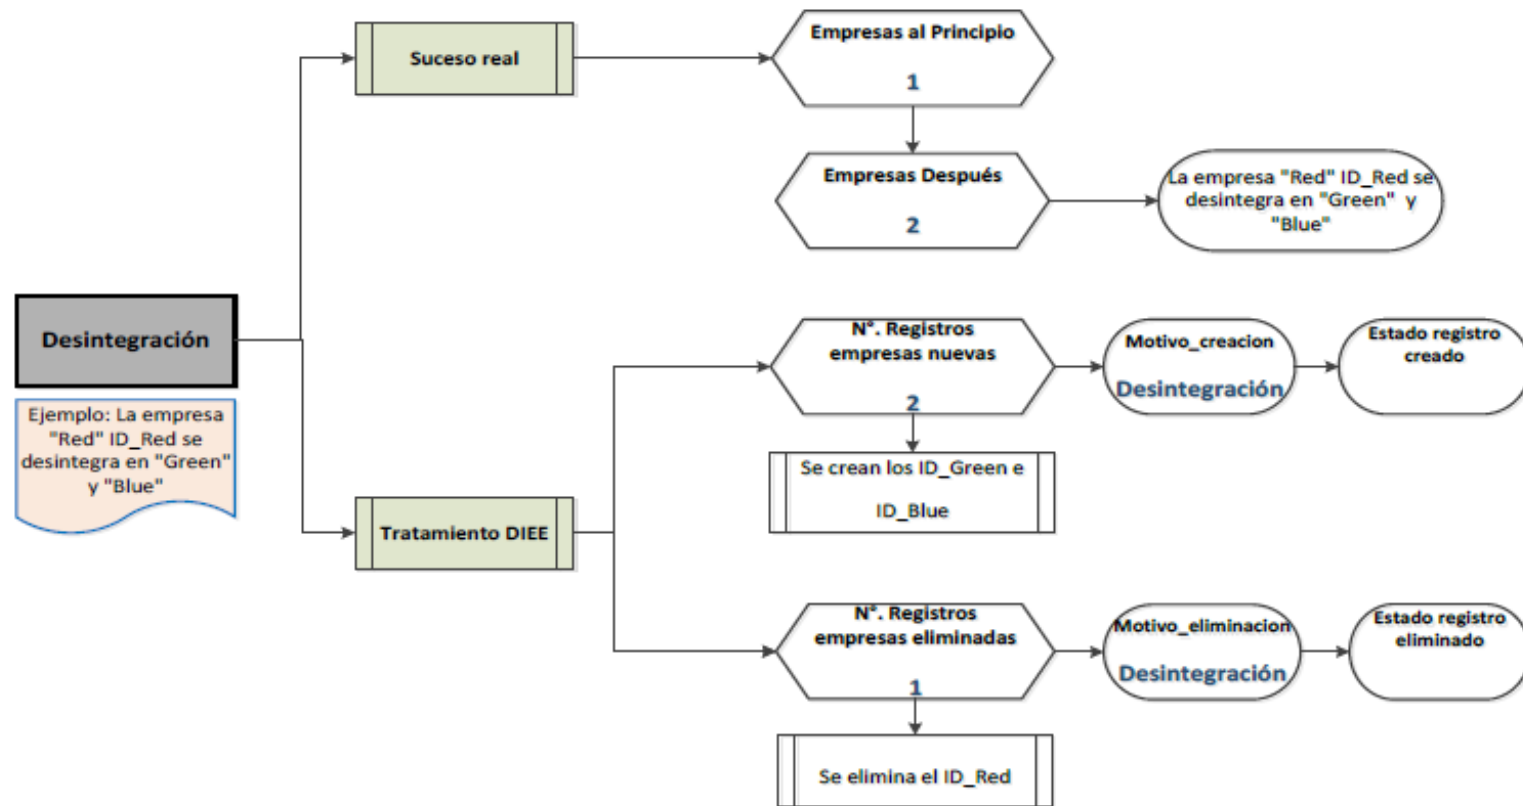 Suceso real
Empresas al Principio
1
Empresas Después
2
La empresa "Red" ID_Red se
desintegra en "Green" y
"Blue"
Desintegración
Ejemplo: La empresa
"Red" ID_Red se
desintegra en "Green"
y "Blue"
N°. Registros
empresas nuevas
2
Motivo_creacion
Desintegración
Estado registro
creado
Se crean los ID_Green e
ID_Blue
Tratamiento DIEE
N°. Registros
empresas eliminadas
1
Motivo_eliminacion
Desintegración
Estado registro
eliminado
Se elimina el ID_Red